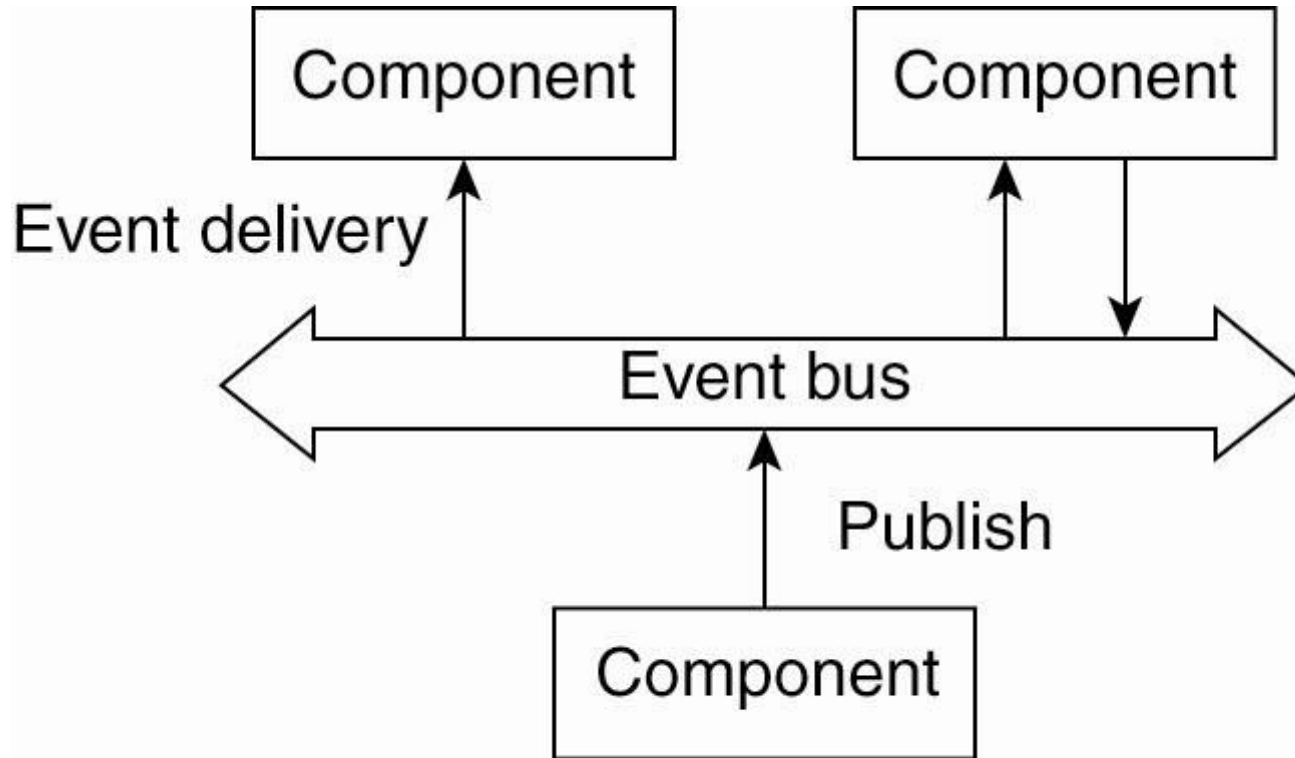 Component
Component
Event delivery
Event bus
Publish
Component